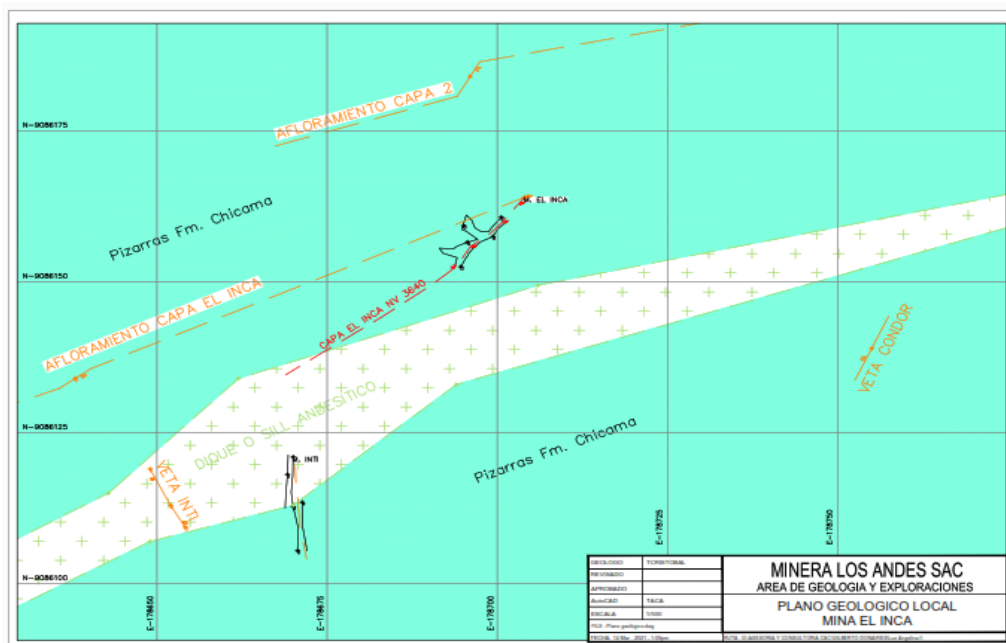 AFLORAMIENTO CAPA 2
N-9086175
EL INCA
Pizarras Fm. Chicama
N-9086150
CAPA EL INCA NV 3640
AFLORAMIENTO CAPA EL INCA
VETA CONDOR
DIQUE O SILL ANDESITICO
N-9086125
Pizarras Fm. Chicama
INTI
VETA INTI
N-9086100
E-178650
E-178675
E-178700
E-178725
E-178750
GEOLOGO
REVISADO
APROBADO
AutoCAD TACA
ESCALA 1/500
MINERA LOS ANDES SAC
AREA DE GEOLOGIA Y EXPLORACIONES
PLANO GEOLOGICO LOCAL
MINA EL INCA